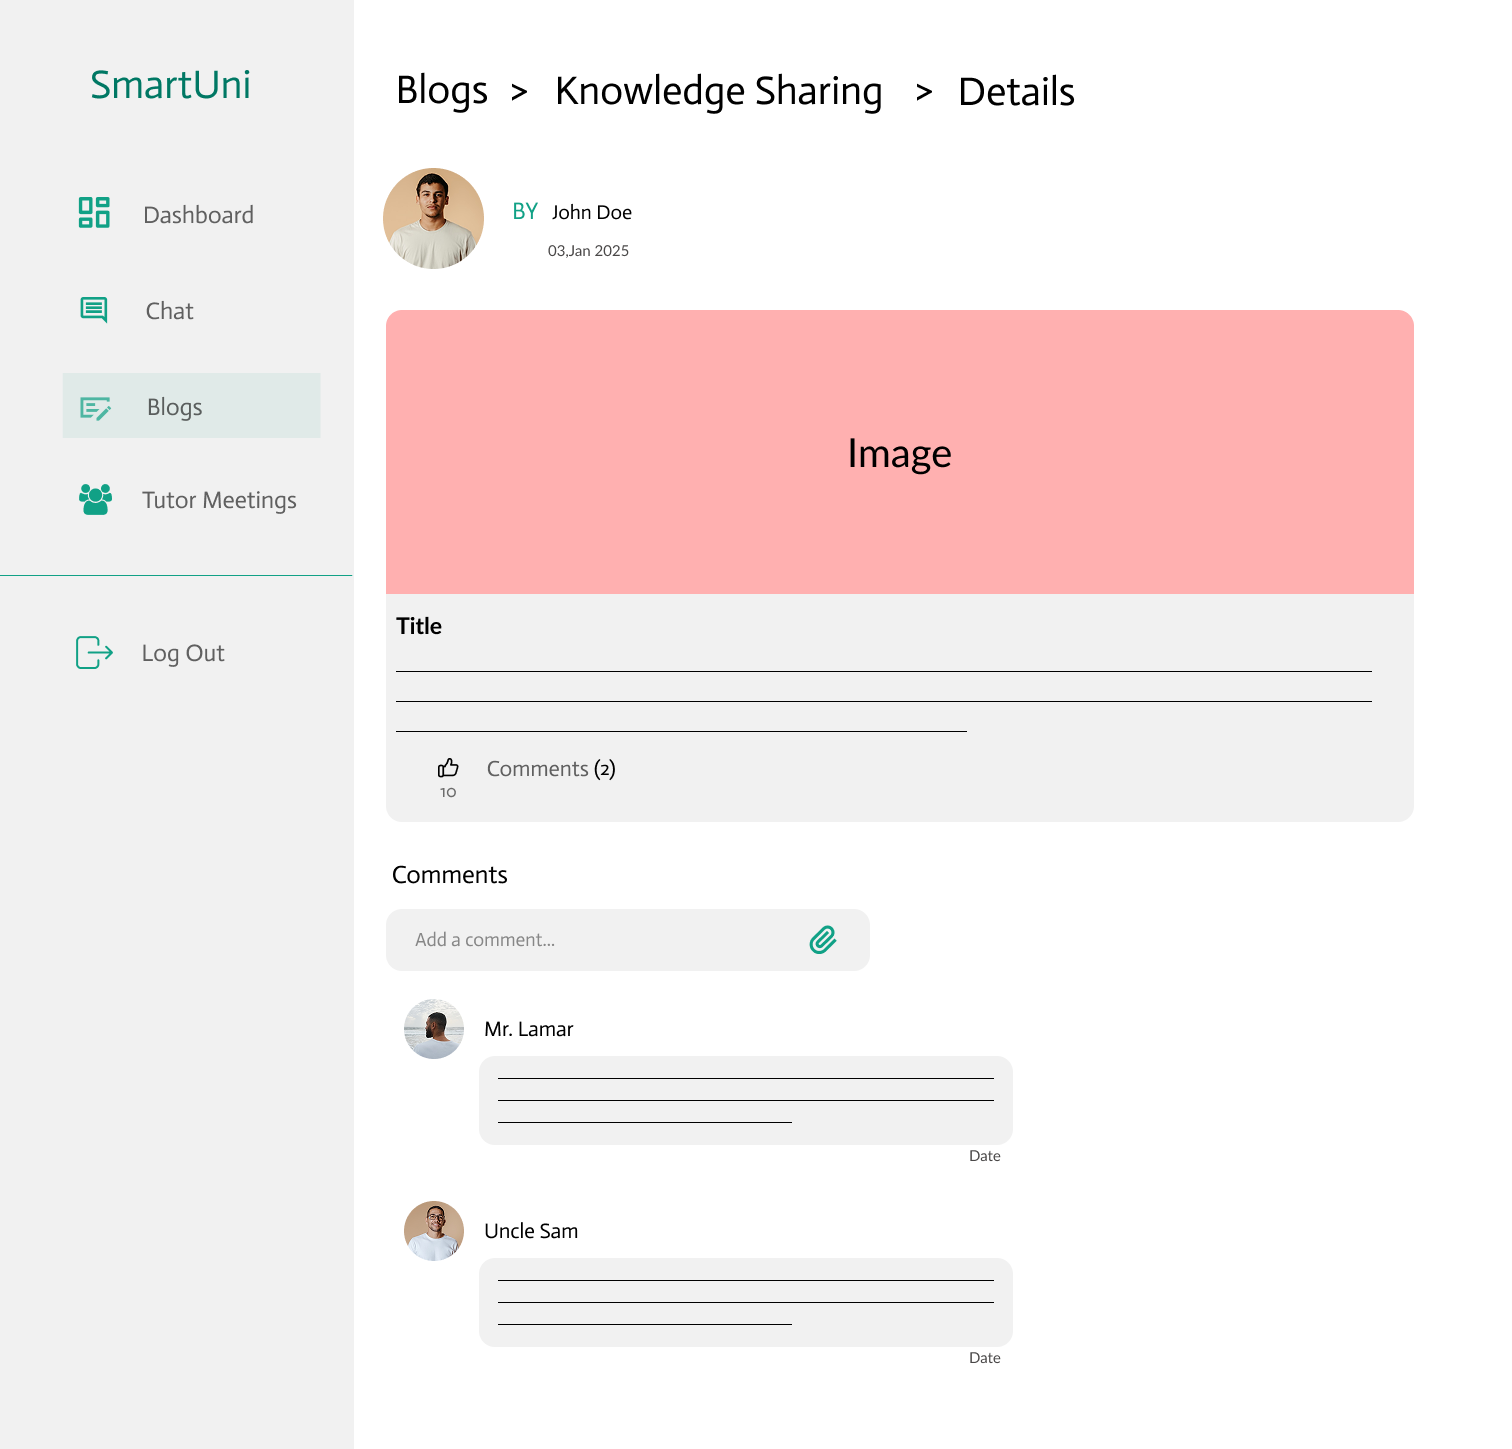 SmartUni
Dashboard
Chat
Blogs
Tutor Meetings
Log Out
Blogs > Knowledge Sharing > Details
BY John Doe
03,Jan 2025
Image
Title
Comments (2)
10
Comments
Add a comment...
Mr. Lamar
Date
Uncle Sam
Date